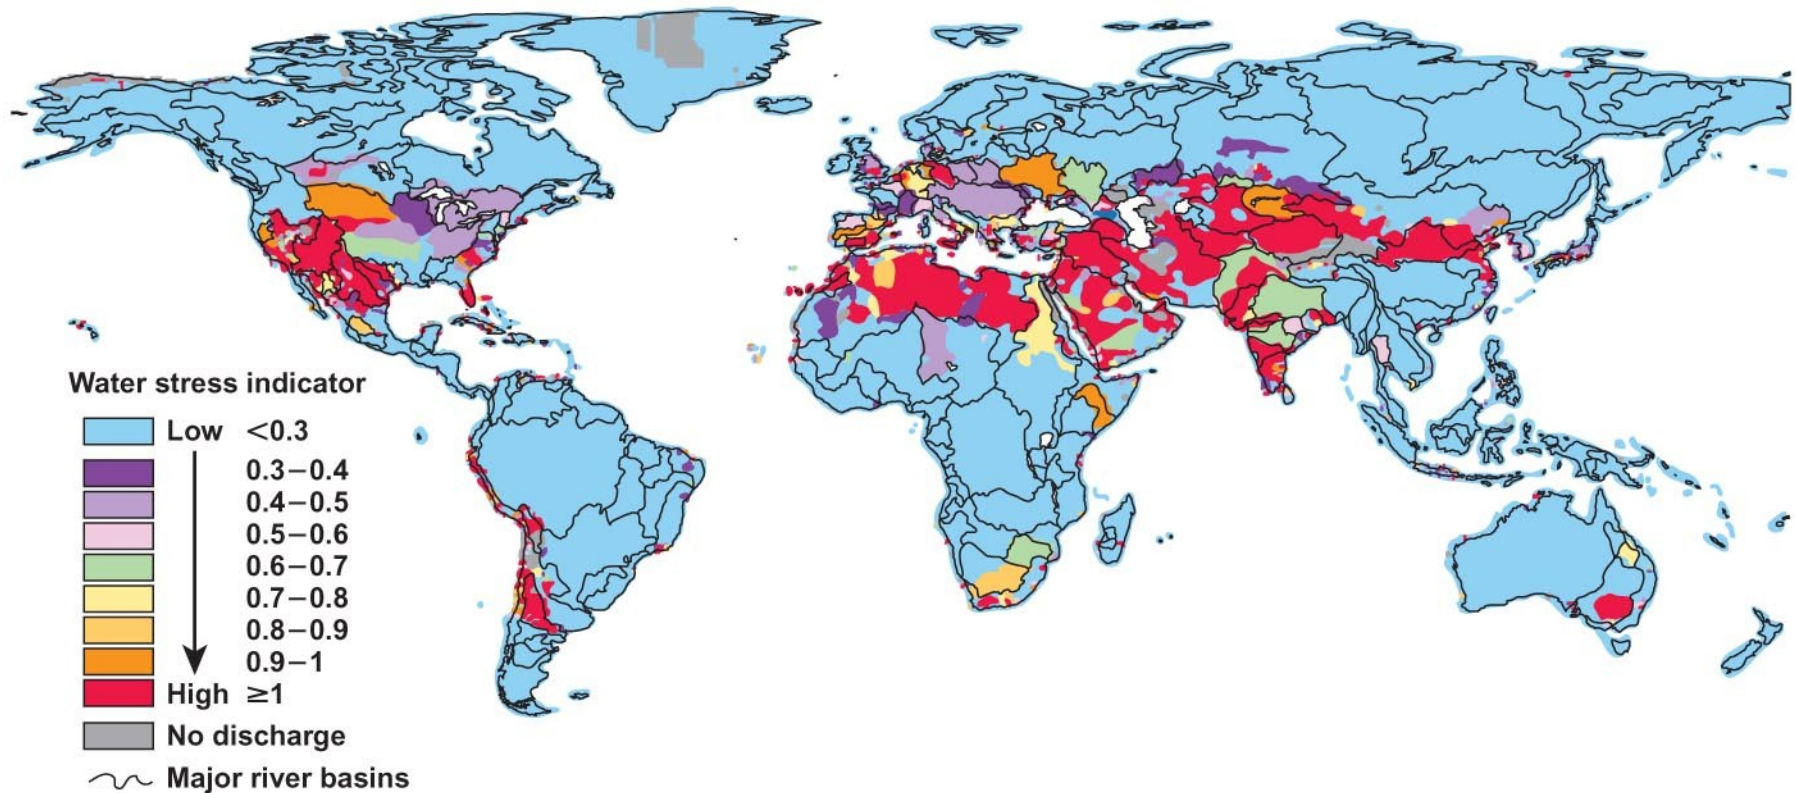 Water stress indicator
Low <0.3
0.3–0.4
0.4–0.5
0.5–0.6
0.6–0.7
0.7–0.8
0.8–0.9
0.9–1
High ≥1
No discharge
Major river basins